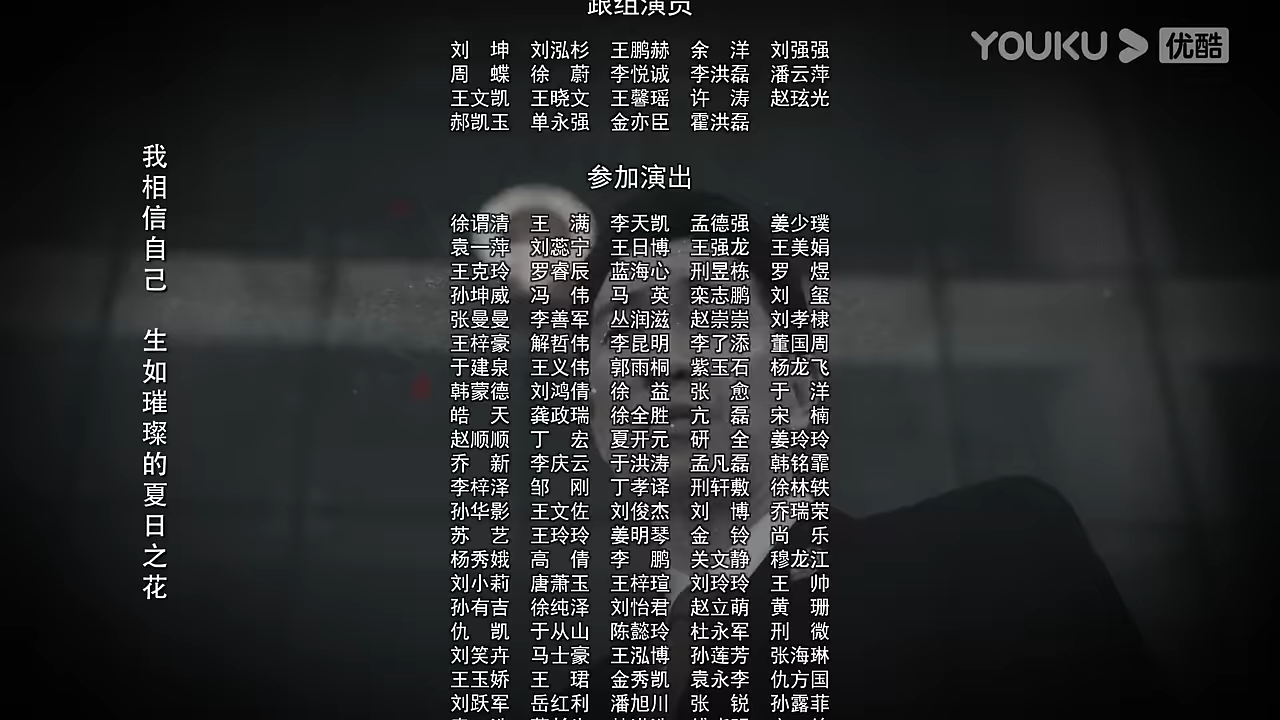 跟组演员
YOUKU 优酷
刘 坤 刘泓杉 王鹏赫 余 洋 刘强强
周 蝶 徐 蔚 李悦诚 李洪磊 潘云萍
王文凯 王晓文 王馨瑶 许 涛 赵玹光
郝凯玉 单永强 金亦臣 霍洪磊
参加演出
徐谓清 王 满 李天凯 孟德强 姜少璞
袁一萍 刘蕊宁 王日博 王强龙 王美娟
王克玲 罗睿辰 蓝海心 刑昱栋 罗 煜
孙坤威 冯 伟 马 英 栾志鹏 刘 玺
张曼曼 李善军 丛润滋 赵崇崇 刘孝棣
王梓豪 解哲伟 李昆明 李了添 董国周
于建泉 王义伟 郭雨桐 紫玉石 杨龙飞
韩蒙德 刘鸿倩 徐 益 张 愈 于 洋
皓 天 龚政瑞 徐全胜 亢 磊 宋 楠
赵顺顺 丁 宏 夏开元 研 全 姜玲玲
乔 新 李庆云 于洪涛 孟凡磊 韩铭霏
李梓泽 邹 刚 丁孝译 刑轩敷 徐林轶
孙华影 王文佐 刘俊杰 刘 博 乔瑞荣
苏 艺 王玲玲 姜明琴 金 铃 尚 乐
杨秀娥 高 倩 李 鹏 关文静 穆龙江
刘小莉 唐萧玉 王梓瑄 刘玲玲 王 帅
孙有吉 徐纯泽 刘怡君 赵立萌 黄 珊
仇 凯 于从山 陈懿玲 杜永军 刑 微
刘笑卉 马士豪 王泓博 孙莲芳 张海琳
王玉娇 王 珺 金秀凯 袁永李 仇方国
刘跃军 岳红利 潘旭川 张 锐 孙露菲
我相信自己 生如璀璨的夏日之花